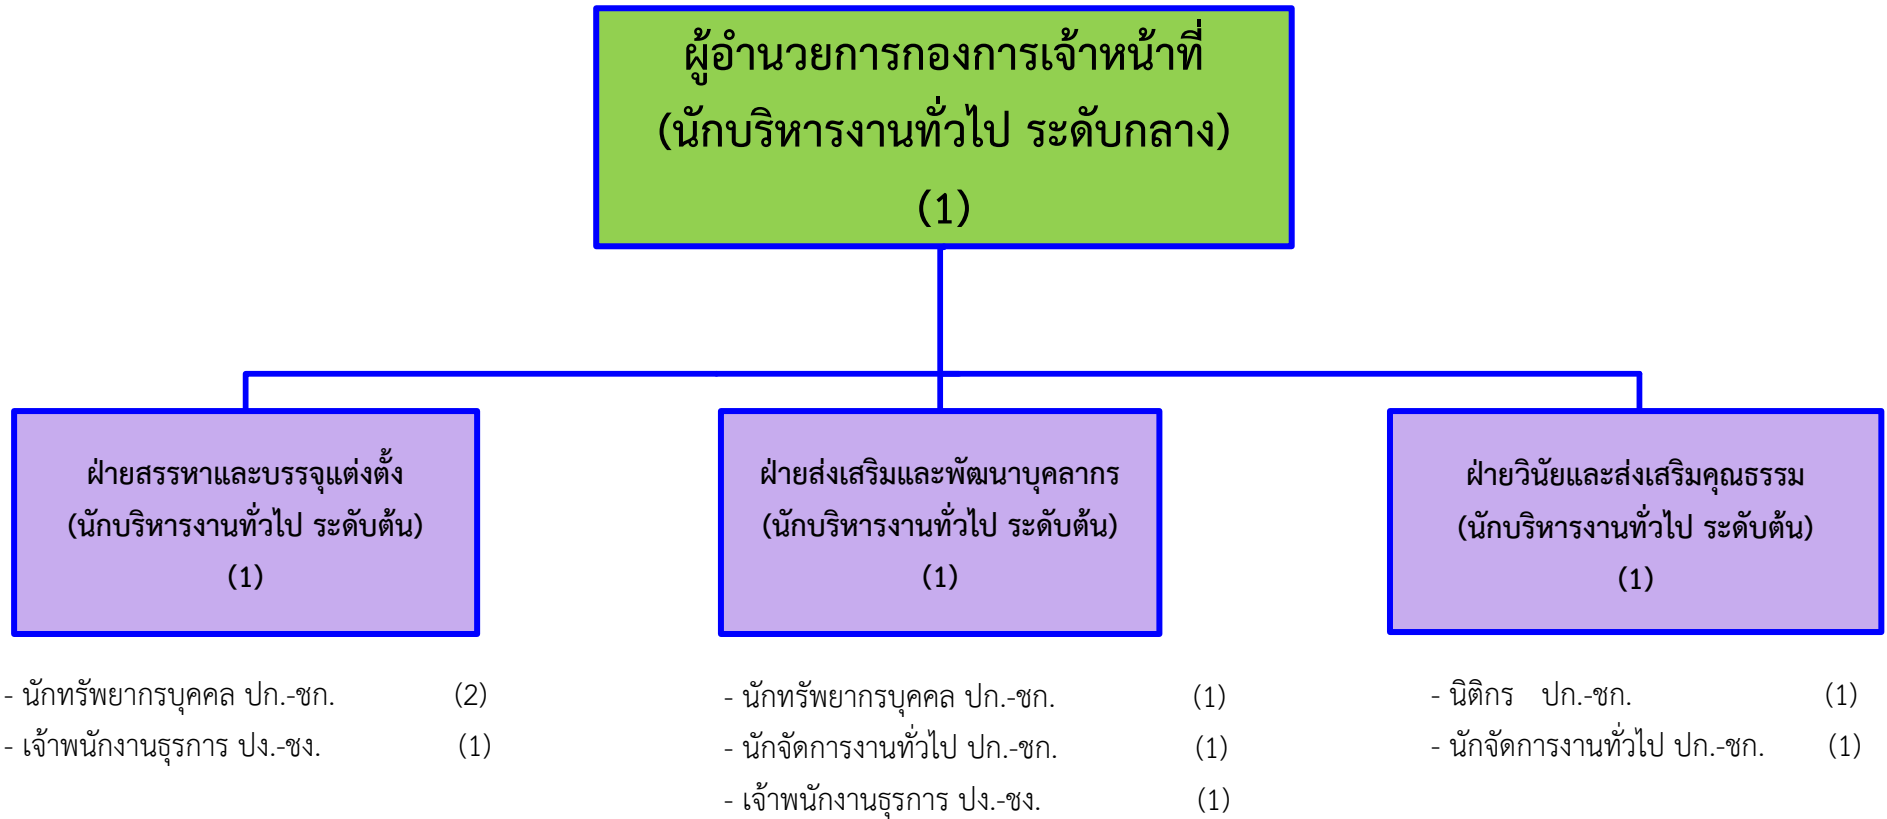 ผู้อำนวยการกองการเจ้าหน้าที่
(นักบริหารงานทั่วไป ระดับกลาง)
(1)
ฝ่ายสรรหาและบรรจุแต่งตั้ง
(นักบริหารงานทั่วไป ระดับต้น)
(1)
- นักทรัพยากรบุคคล ปก.-ชก. (2)
- เจ้าพนักงานธุรการ ปง.-ชง. (1)
ฝ่ายส่งเสริมและพัฒนาบุคลากร
(นักบริหารงานทั่วไป ระดับต้น)
(1)
- นักทรัพยากรบุคคล ปก.-ชก. (1)
- นักจัดการงานทั่วไป ปก.-ชก. (1)
- เจ้าพนักงานธุรการ ปง.-ชง. (1)
ฝ่ายวินัยและส่งเสริมคุณธรรม
(นักบริหารงานทั่วไป ระดับต้น)
(1)
- นิติกร ปก.-ชก. (1)
- นักจัดการงานทั่วไป ปก.-ชก. (1)